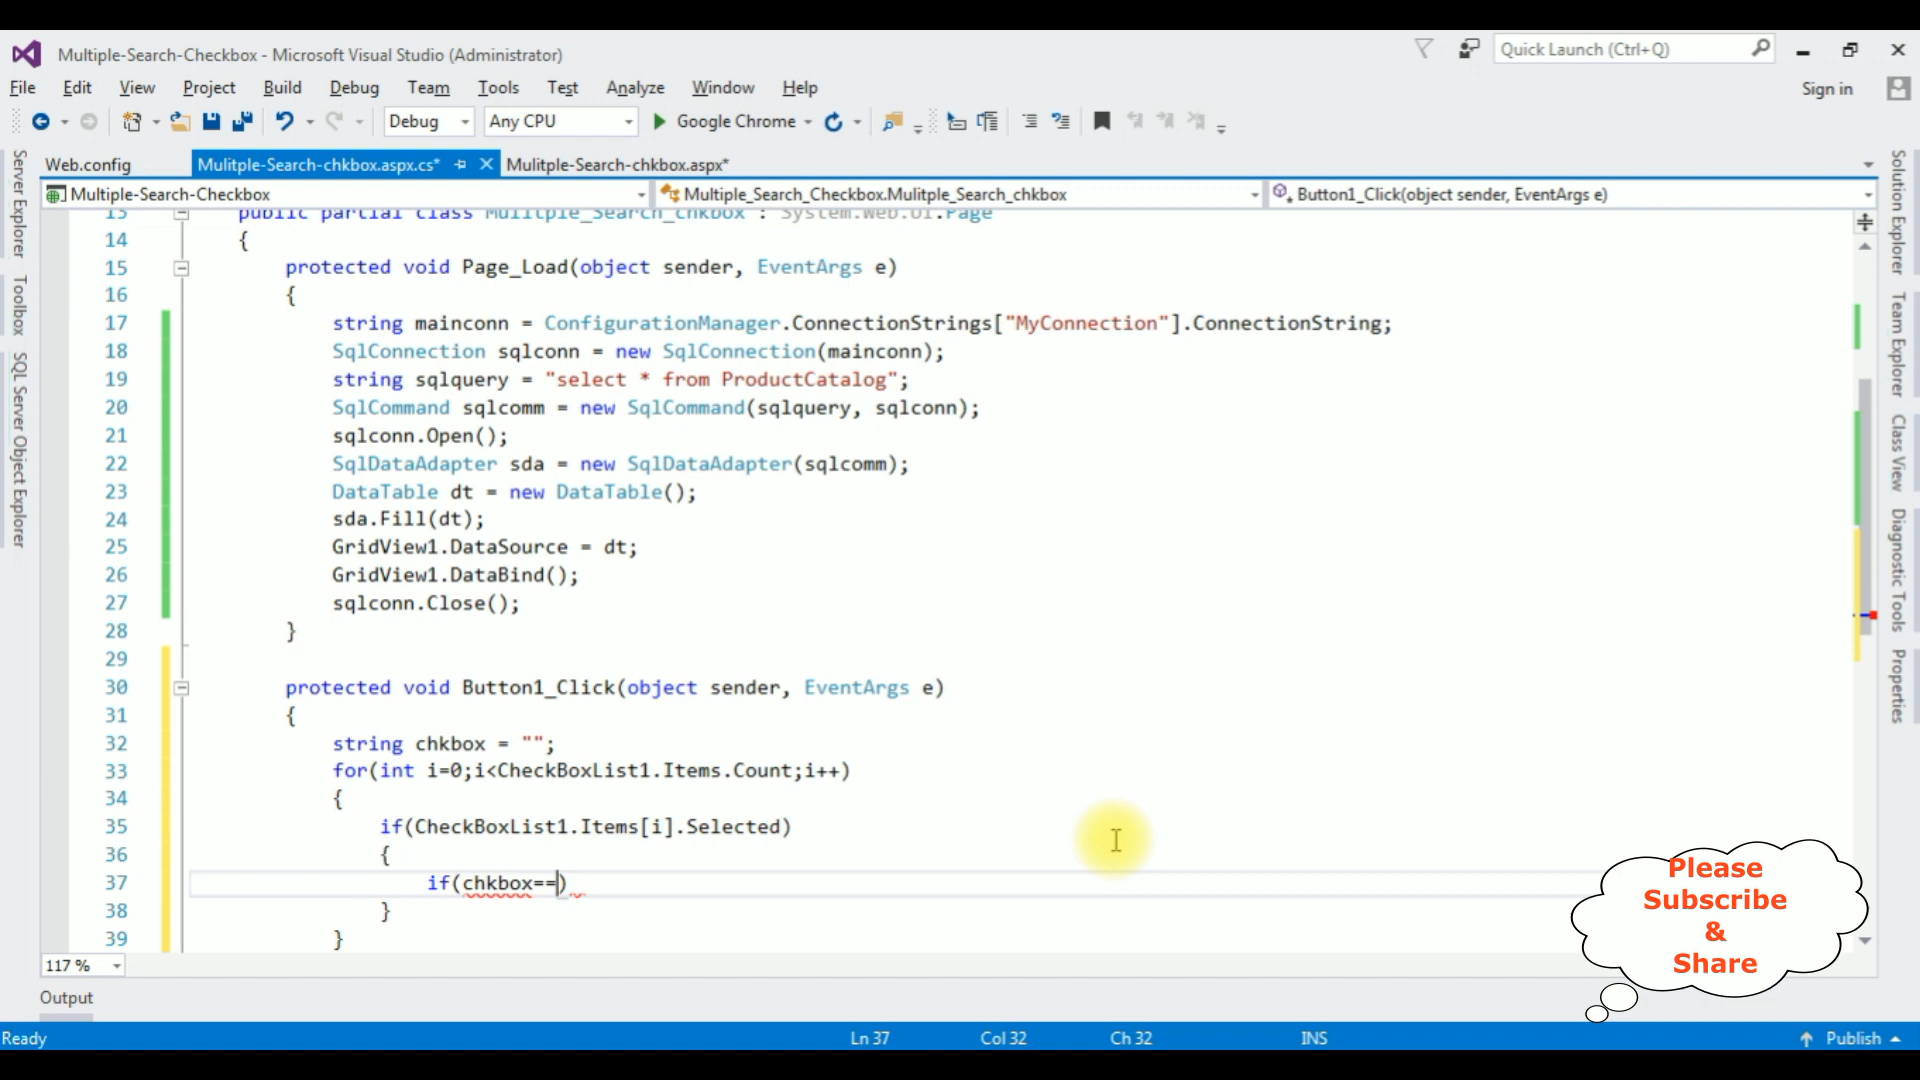 Multiple-Search-Checkbox - Microsoft Visual Studio (Administrator)
Quick Launch (Ctrl+Q)
File Edit View Project Build Debug Team Tools Test Analyze Window Help
Sign in
Debug Any CPU Google Chrome
Web.config Mulitple-Search-chkbox.aspx.cs* Mulitple-Search-chkbox.aspx*
Multiple-Search-Checkbox Multiple_Search_Checkbox.Mulitple_Search_chkbox Button1_Click(object sender, EventArgs e)
13 public partial class Mulitple_Search_chkbox : System.Web.UI.Page
14 {
15 protected void Page_Load(object sender, EventArgs e)
16 {
17 string mainconn = ConfigurationManager.ConnectionStrings["MyConnection"].ConnectionString;
18 SqlConnection sqlconn = new SqlConnection(mainconn);
19 string sqlquery = "select * from ProductCatalog";
20 SqlCommand sqlcomm = new SqlCommand(sqlquery, sqlconn);
21 sqlconn.Open();
22 SqlDataAdapter sda = new SqlDataAdapter(sqlcomm);
23 DataTable dt = new DataTable();
24 sda.Fill(dt);
25 GridView1.DataSource = dt;
26 GridView1.DataBind();
27 sqlconn.Close();
28 }
29
30 protected void Button1_Click(object sender, EventArgs e)
31 {
32 string chkbox = "";
33 for(int i=0;i<CheckBoxList1.Items.Count;i++)
34 {
35 if(CheckBoxList1.Items[i].Selected)
36 {
37 if(chkbox==)
38 }
39 }
Server Explorer
Toolbox
SQL Server Object Explorer
Solution Explorer
Team Explorer
Class View
Diagnostic Tools
Properties
Please
Subscribe
&
Share
117 %
Output
Ready Ln 37 Col 32 Ch 32 INS Publish